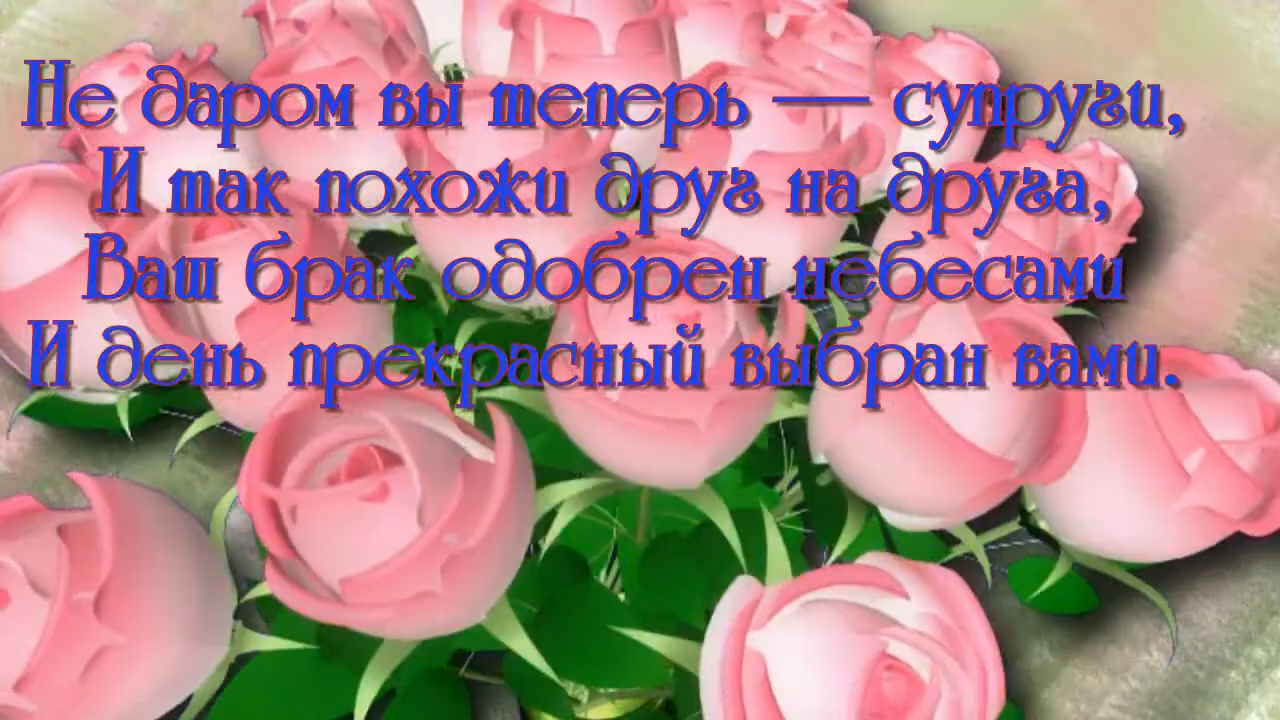 Не даром вы теперь — супруги,
И так похожи друг на друга,
Ваш брак одобрен небесами
И день прекрасный выбран вами.